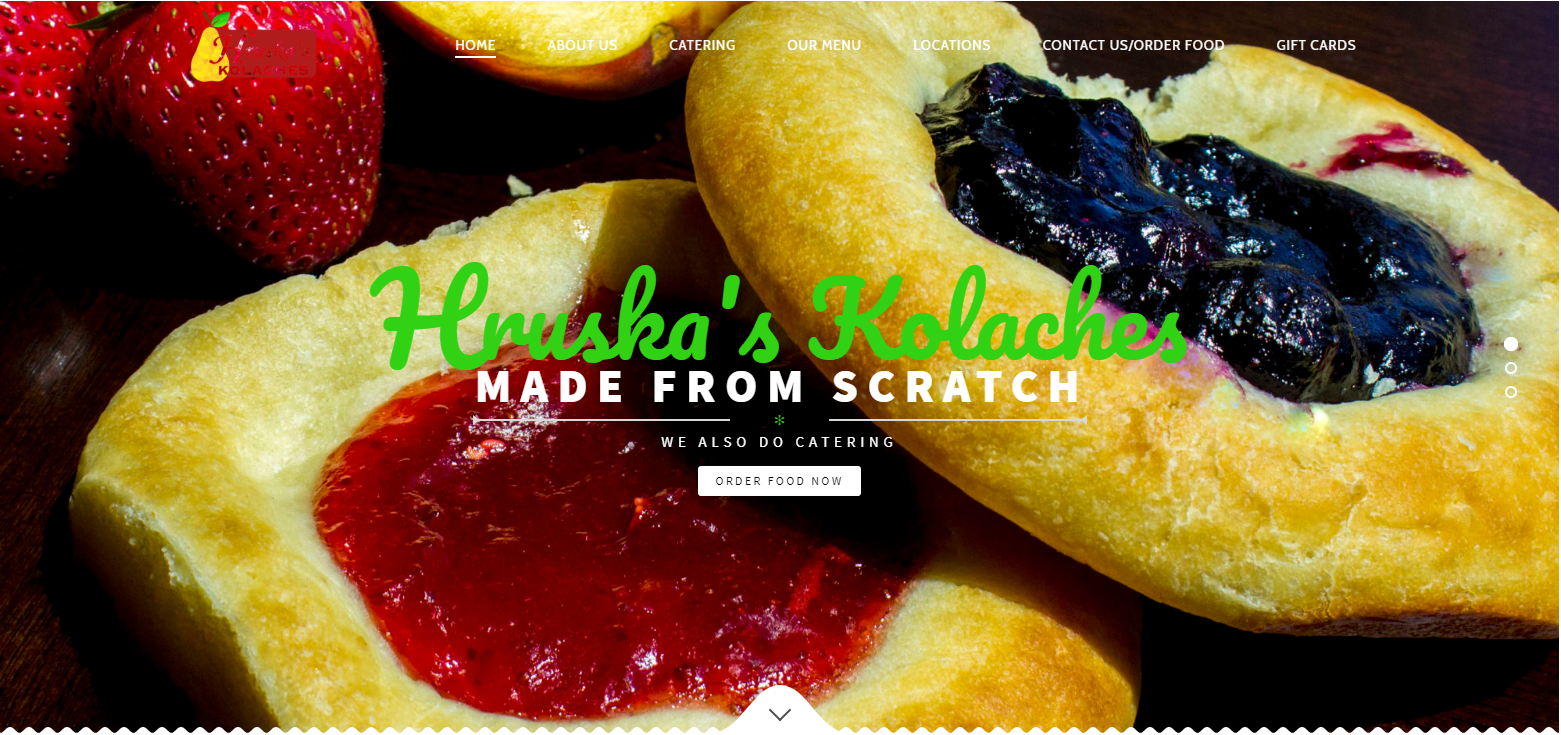 KOLACHES
HOME ABOUT US CATERING OUR MENU LOCATIONS CONTACT US/ORDER FOOD GIFT CARDS
Hruska's Kolaches
MADE FROM SCRATCH
WE ALSO DO CATERING
ORDER FOOD NOW